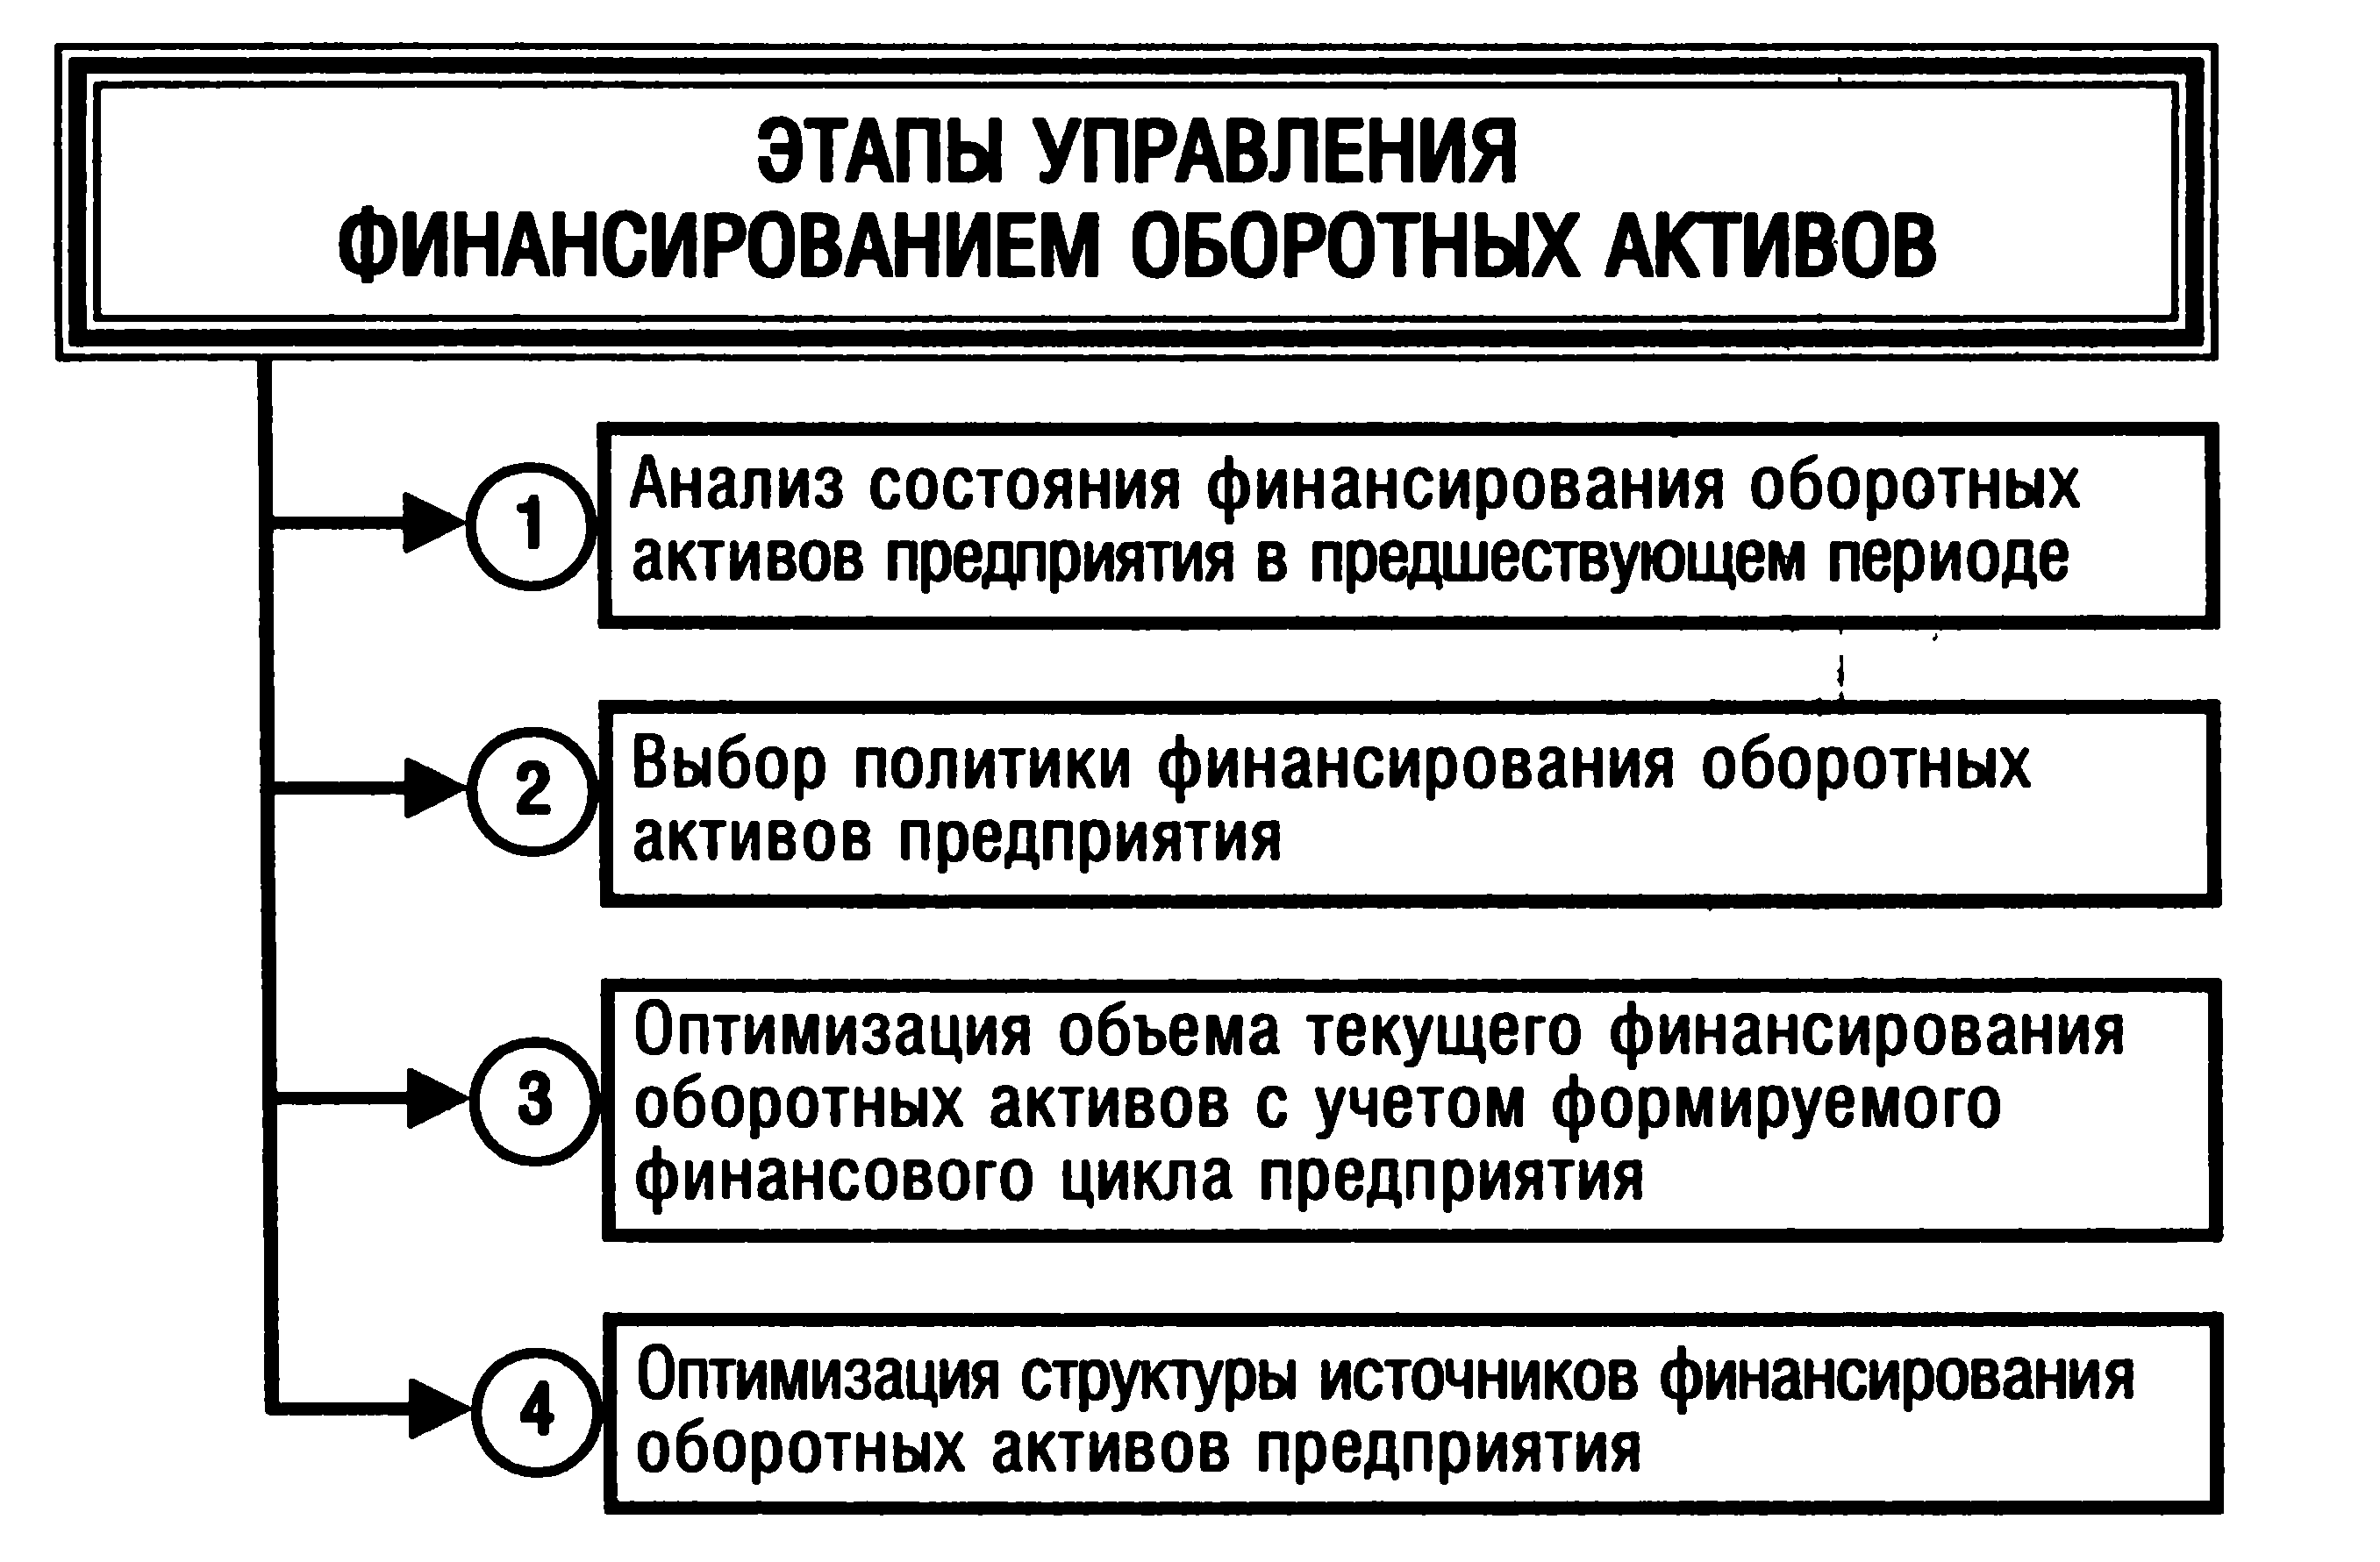 ЭТАПЫ УПРАВЛЕНИЯ
ФИНАНСИРОВАНИЕМ ОБОРОТНЫХ АКТИВОВ
1
Анализ состояния финансирования оборотных
активов предприятия в предшествующем периоде
2
Выбор политики финансирования оборотных
активов предприятия
3
Оптимизация объема текущего финансирования
оборотных активов с учетом формируемого
финансового цикла предприятия
4
Оптимизация структуры источников финансирования
оборотных активов предприятия